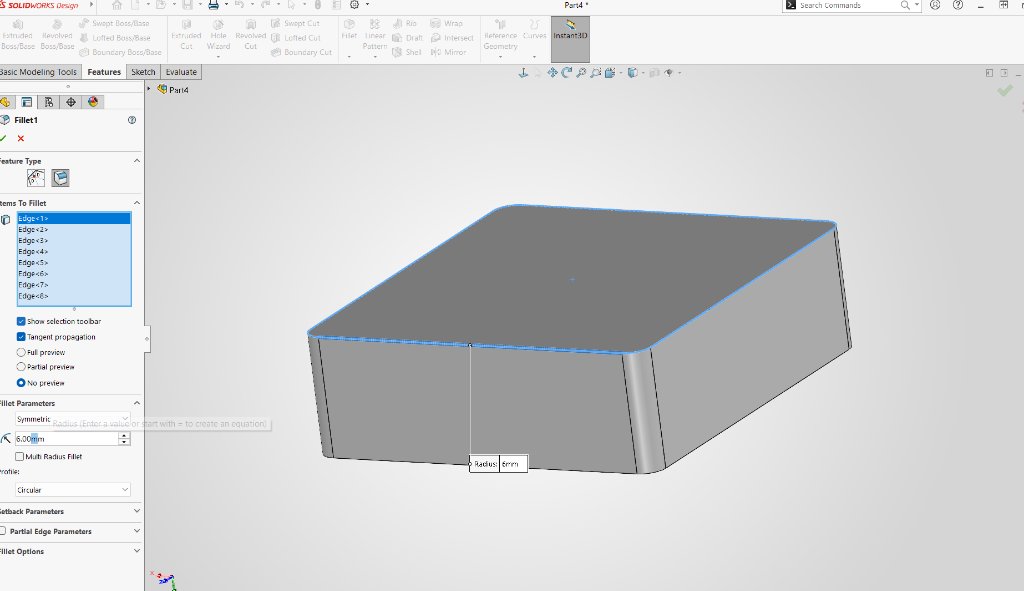 SOLIDWORKS Design
Part4 *
Search Commands
Extruded Boss/Base
Revolved Boss/Base
Swept Boss/Base
Lofted Boss/Base
Boundary Boss/Base
Extruded Cut
Hole Wizard
Revolved Cut
Swept Cut
Lofted Cut
Boundary Cut
Fillet
Linear Pattern
Rib
Draft
Shell
Wrap
Intersect
Mirror
Reference Geometry
Curves
Instant3D
Basic Modeling Tools
Features
Sketch
Evaluate
Part4
Fillet1
Feature Type
tems To Fillet
Edge<1>
Edge<2>
Edge<3>
Edge<4>
Edge<5>
Edge<6>
Edge<7>
Edge<8>
Show selection toolbar
Tangent propagation
Full preview
Partial preview
No preview
Fillet Parameters
Symmetric
Radius (Enter a value or start with = to create an equation)
6.00mm
Multi Radius Fillet
Profile:
Circular
Setback Parameters
Partial Edge Parameters
Fillet Options
Radius: 6mm
x